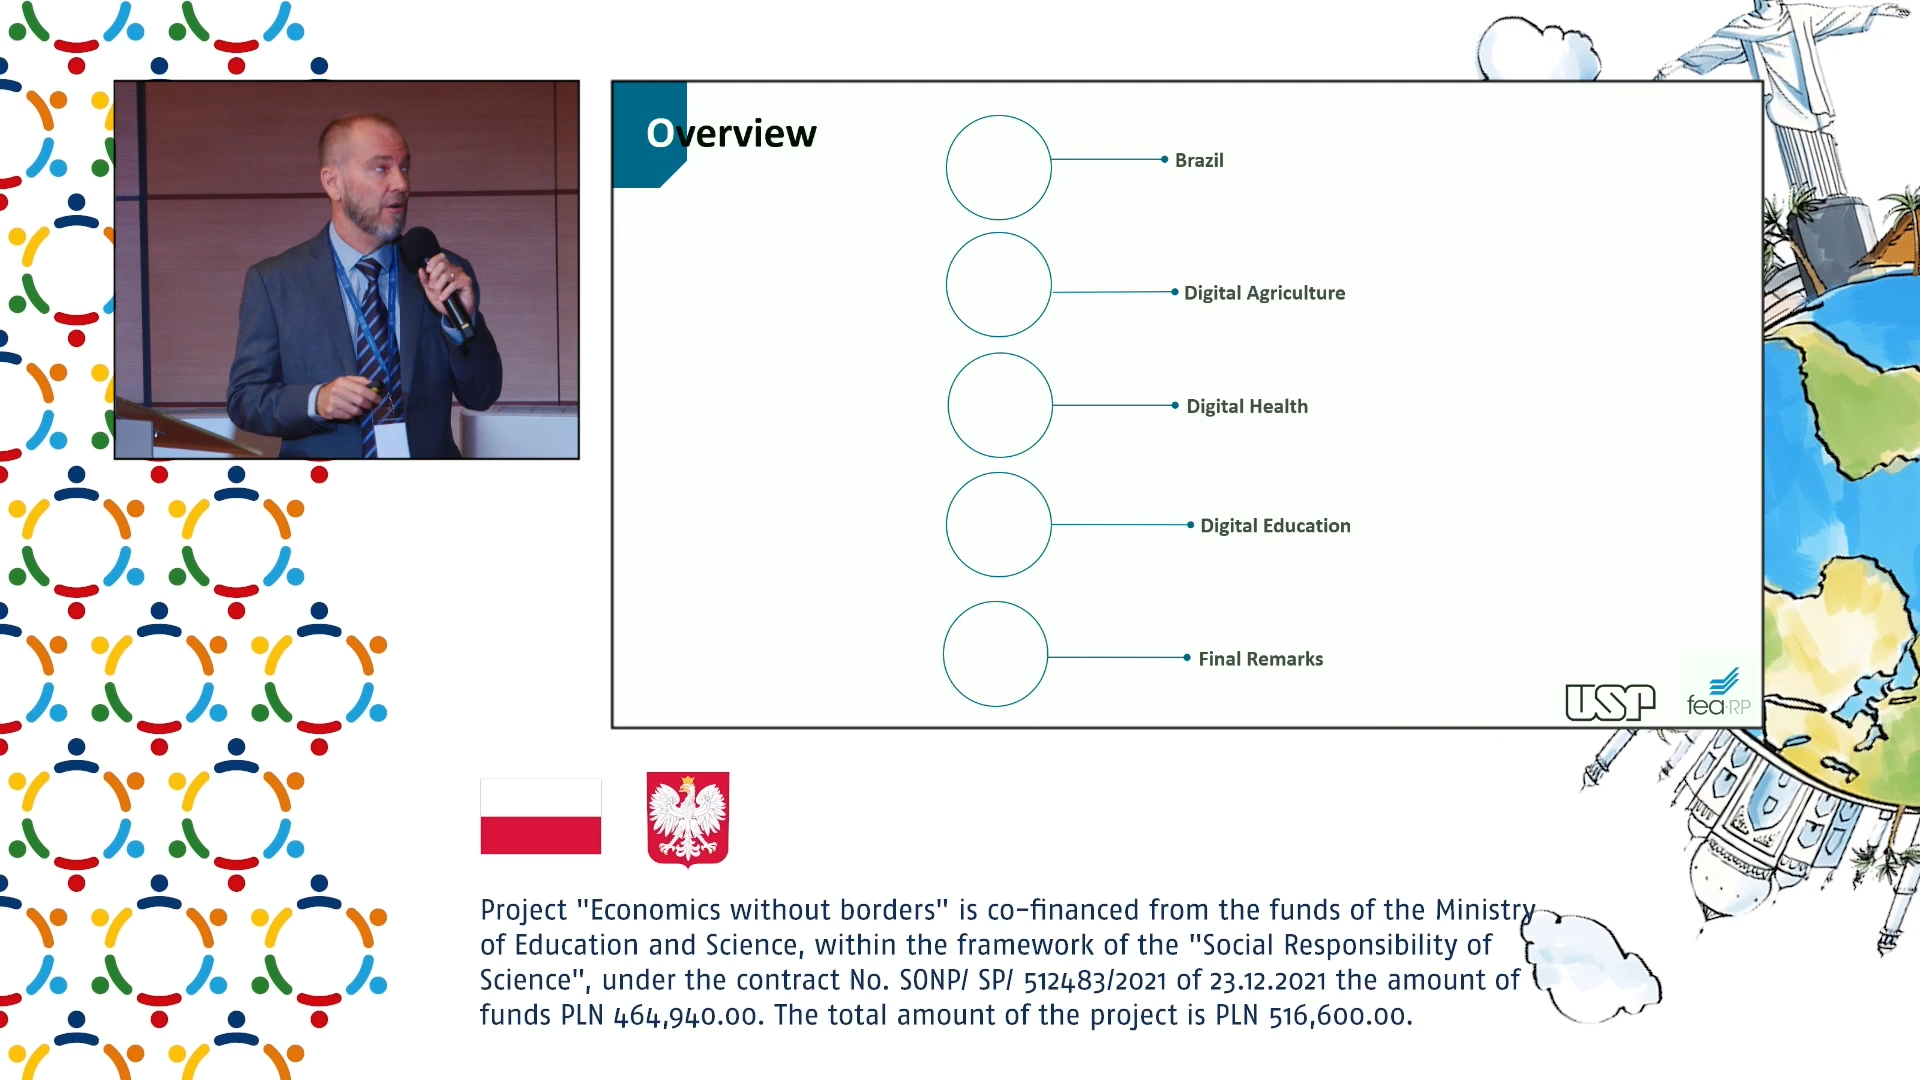 Overview
Brazil
Digital Agriculture
Digital Health
Digital Education
Final Remarks
USP
fea-RP
Project "Economics without borders" is co-financed from the funds of the Ministry
of Education and Science, within the framework of the "Social Responsibility of
Science", under the contract No. SONP/ SP/ 512483/2021 of 23.12.2021 the amount of
funds PLN 464,940.00. The total amount of the project is PLN 516,600.00.